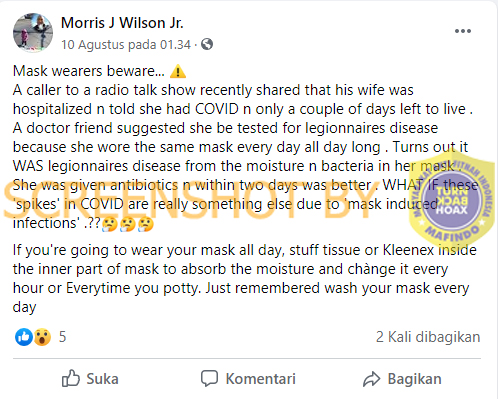 Morris J Wilson Jr.
10 Agustus pada 01.34 ·
Mask wearers beware...
A caller to a radio talk show recently shared that his wife was
hospitalized n told she had COVID n only a couple of days left to live .
A doctor friend suggested she be tested for legionnaires disease
because she wore the same mask every day all day long . Turns out it
WAS legionnaires disease from the moisture n bacteria in her mask
She was given antibiotics n within two days was better . WHAT IF these
'spikes' in COVID are really something else due to 'mask induced
infections' .??
SCREENSHOT BY
TURN
BACK
HOAX
MASYARAKAT ANTI FITNAH INDONESIA
MAFINDO
If you're going to wear your mask all day, stuff tissue or Kleenex inside
the inner part of mask to absorb the moisture and chànge it every
hour or Everytime you potty. Just remembered wash your mask every
day
5
2 Kali dibagikan
Suka
Komentari
Bagikan